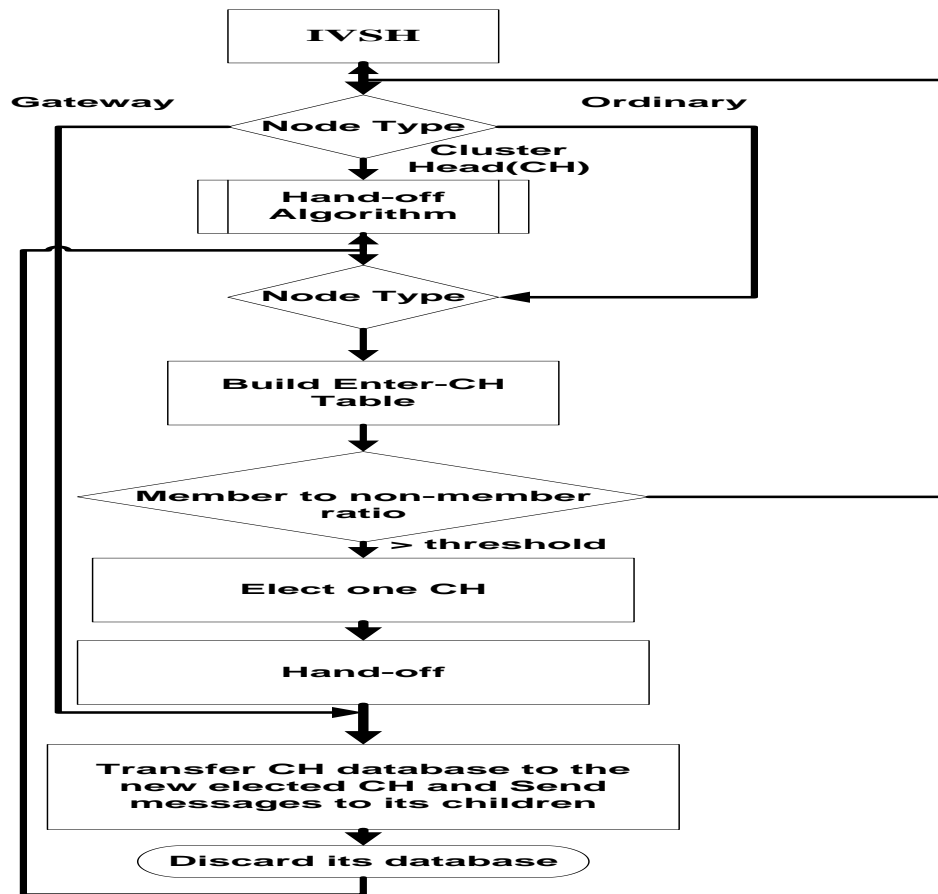 IVSH
Gateway
Ordinary
Node Type
Cluster
Head(CH)
Hand-off
Algorithm
Node Type
Build Enter-CH
Table
Member to non-member
ratio
> threshold
Elect one CH
Hand-off
Transfer CH database to the
new elected CH and Send
messages to its children
Discard its database